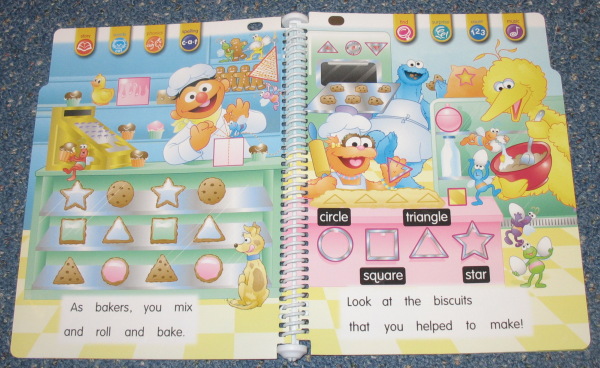 As bakers, you mix
and roll and bake.
circle triangle
square star
Look at the biscuits
that you helped to make!
123